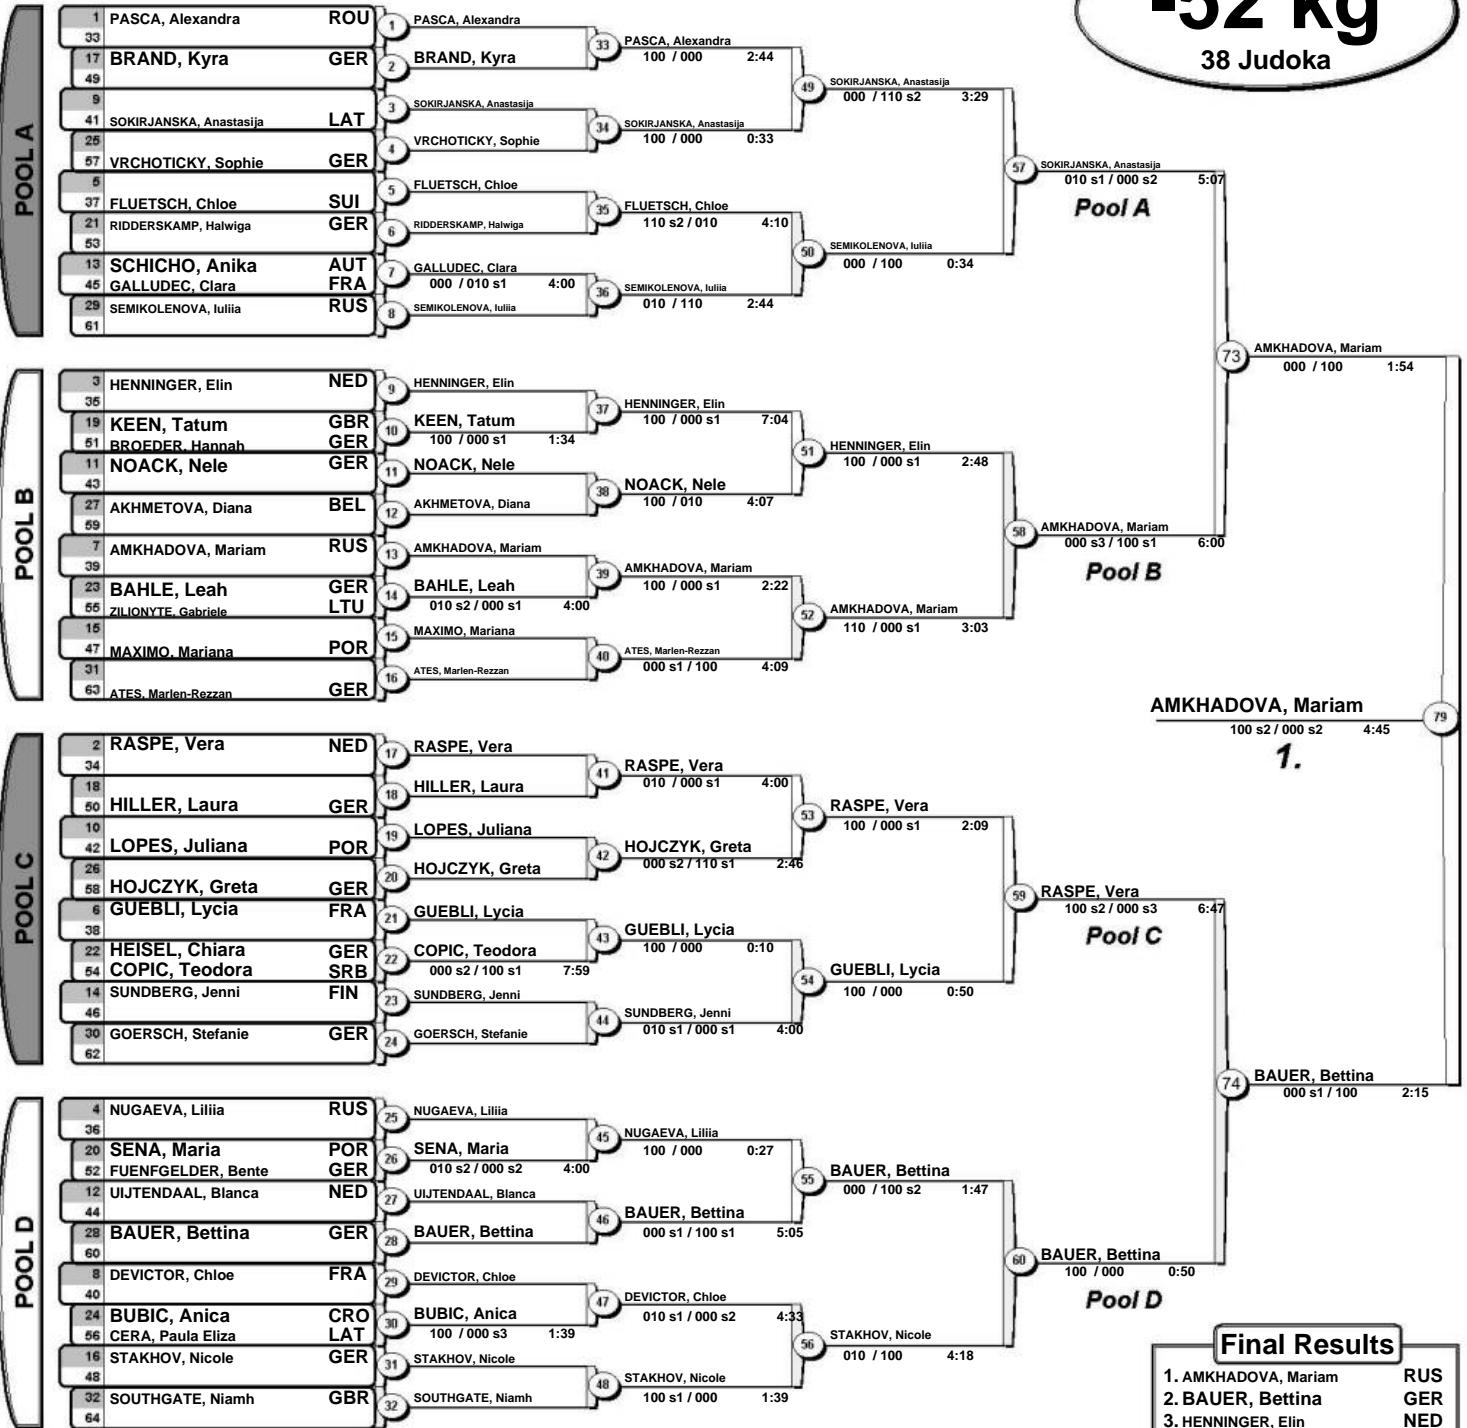 -52 kg
38 Judoka
POOL A
1 PASCA, Alexandra ROU
33
17 BRAND, Kyra GER
49
9
41 SOKIRJANSKA, Anastasija LAT
25
57 VRCHOTICKY, Sophie GER
5
37 FLUETSCH, Chloe SUI
21 RIDDERSKAMP, Halwiga GER
53
13 SCHICHO, Anika AUT
45 GALLUDEC, Clara FRA
29 SEMIKOLENOVA, Iuliia RUS
61
1 PASCA, Alexandra
2 BRAND, Kyra
3 SOKIRJANSKA, Anastasija
4 VRCHOTICKY, Sophie
5 FLUETSCH, Chloe
6 RIDDERSKAMP, Halwiga
7 GALLUDEC, Clara
000 / 010 s1 4:00
8 SEMIKOLENOVA, Iuliia
33 PASCA, Alexandra
100 / 000 2:44
34 SOKIRJANSKA, Anastasija
100 / 000 0:33
35 FLUETSCH, Chloe
110 s2 / 010 4:10
36 SEMIKOLENOVA, Iuliia
010 / 110 2:44
49 SOKIRJANSKA, Anastasija
000 / 110 s2 3:29
50 SEMIKOLENOVA, Iuliia
000 / 100 0:34
57 SOKIRJANSKA, Anastasija
010 s1 / 000 s2 5:07
Pool A
POOL B
3 HENNINGER, Elin NED
35
19 KEEN, Tatum GBR
51 BROEDER, Hannah GER
11 NOACK, Nele GER
43
27 AKHMETOVA, Diana BEL
59
7 AMKHADOVA, Mariam RUS
39
23 BAHLE, Leah GER
55 ZILIONYTE, Gabriele LTU
15
47 MAXIMO, Mariana POR
31
63 ATES, Marlen-Rezzan GER
9 HENNINGER, Elin
10 KEEN, Tatum
100 / 000 s1 1:34
11 NOACK, Nele
12 AKHMETOVA, Diana
13 AMKHADOVA, Mariam
14 BAHLE, Leah
010 s2 / 000 s1 4:00
15 MAXIMO, Mariana
16 ATES, Marlen-Rezzan
37 HENNINGER, Elin
100 / 000 s1 7:04
38 NOACK, Nele
100 / 010 4:07
39 AMKHADOVA, Mariam
100 / 000 s1 2:22
40 ATES, Marlen-Rezzan
000 s1 / 100 4:09
51 HENNINGER, Elin
100 / 000 s1 2:48
52 AMKHADOVA, Mariam
110 / 000 s1 3:03
58 AMKHADOVA, Mariam
000 s3 / 100 s1 6:00
Pool B
73 AMKHADOVA, Mariam
000 / 100 1:54
AMKHADOVA, Mariam 79
100 s2 / 000 s2 4:45
1.
POOL C
2 RASPE, Vera NED
34
18
50 HILLER, Laura GER
10
42 LOPES, Juliana POR
26
58 HOJCZYK, Greta GER
6 GUEBLI, Lycia FRA
38
22 HEISEL, Chiara GER
54 COPIC, Teodora SRB
14 SUNDBERG, Jenni FIN
46
30 GOERSCH, Stefanie GER
62
17 RASPE, Vera
18 HILLER, Laura
19 LOPES, Juliana
20 HOJCZYK, Greta
21 GUEBLI, Lycia
22 COPIC, Teodora
000 s2 / 100 s1 7:59
23 SUNDBERG, Jenni
24 GOERSCH, Stefanie
41 RASPE, Vera
010 / 000 s1 4:00
42 HOJCZYK, Greta
000 s2 / 110 s1 2:46
43 GUEBLI, Lycia
100 / 000 0:10
44 SUNDBERG, Jenni
010 s1 / 000 s1 4:00
53 RASPE, Vera
100 / 000 s1 2:09
54 GUEBLI, Lycia
100 / 000 0:50
59 RASPE, Vera
100 s2 / 000 s3 6:47
Pool C
74 BAUER, Bettina
000 s1 / 100 2:15
POOL D
4 NUGAEVA, Liliia RUS
36
20 SENA, Maria POR
52 FUENFGELDER, Bente GER
12 UIJTENDAAL, Blanca NED
44
28 BAUER, Bettina GER
60
8 DEVICTOR, Chloe FRA
40
24 BUBIC, Anica CRO
56 CERA, Paula Eliza LAT
16 STAKHOV, Nicole GER
48
32 SOUTHGATE, Niamh GBR
64
25 NUGAEVA, Liliia
26 SENA, Maria
010 s2 / 000 s2 4:00
27 UIJTENDAAL, Blanca
28 BAUER, Bettina
29 DEVICTOR, Chloe
30 BUBIC, Anica
100 / 000 s3 1:39
31 STAKHOV, Nicole
32 SOUTHGATE, Niamh
45 NUGAEVA, Liliia
100 / 000 0:27
46 BAUER, Bettina
000 s1 / 100 s1 5:05
47 DEVICTOR, Chloe
010 s1 / 000 s2 4:33
48 STAKHOV, Nicole
100 s1 / 000 1:39
55 BAUER, Bettina
000 / 100 s2 1:47
56 STAKHOV, Nicole
010 / 100 4:18
60 BAUER, Bettina
100 / 000 0:50
Pool D
Final Results
1. AMKHADOVA, Mariam RUS
2. BAUER, Bettina GER
3. HENNINGER, Elin NED